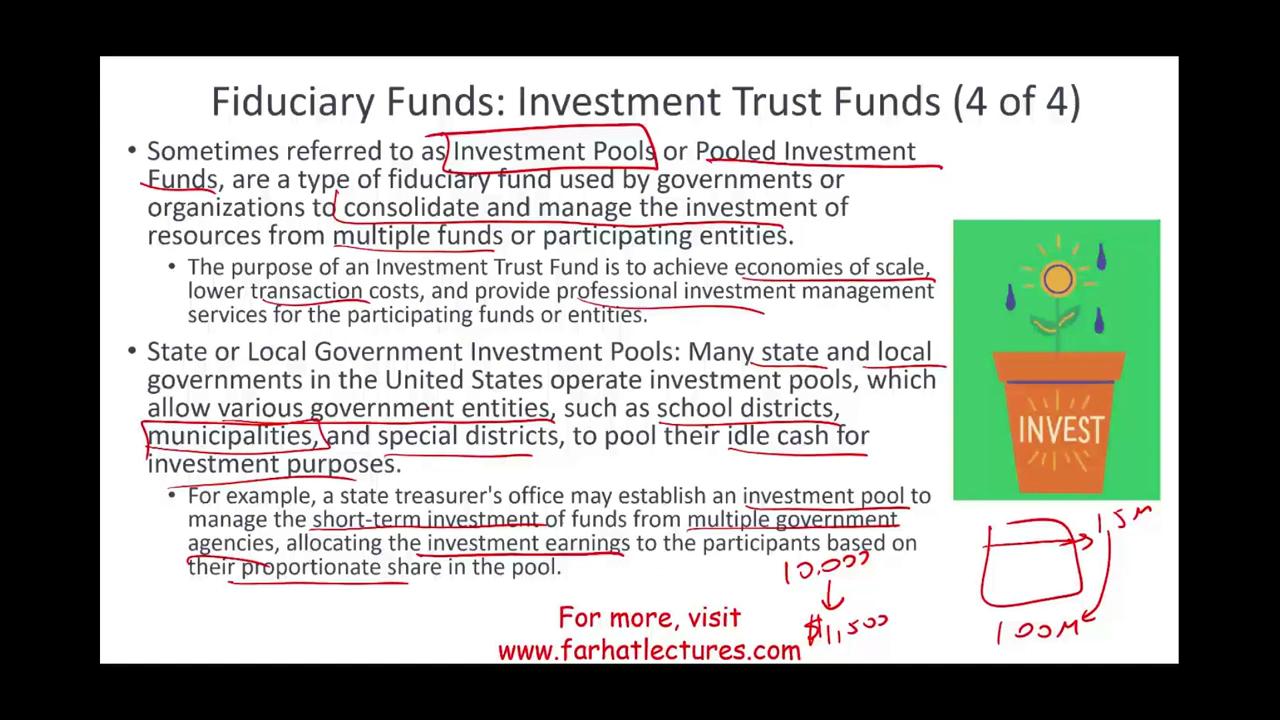 Fiduciary Funds: Investment Trust Funds (4 of 4)
• Sometimes referred to as Investment Pools or Pooled Investment
Funds, are a type of fiduciary fund used by governments or
organizations to consolidate and manage the investment of
resources from multiple funds or participating entities.
• The purpose of an Investment Trust Fund is to achieve economies of scale,
lower transaction costs, and provide professional investment management
services for the participating funds or entities.
• State or Local Government Investment Pools: Many state and local
governments in the United States operate investment pools, which
allow various government entities, such as school districts,
municipalities, and special districts, to pool their idle cash for
investment purposes.
• For example, a state treasurer's office may establish an investment pool to
manage the short-term investment of funds from multiple government
agencies, allocating the investment earnings to the participants based on
their proportionate share in the pool.
INVEST
1.5M
100M
10,000
$11,500
For more, visit
www.farhatlectures.com